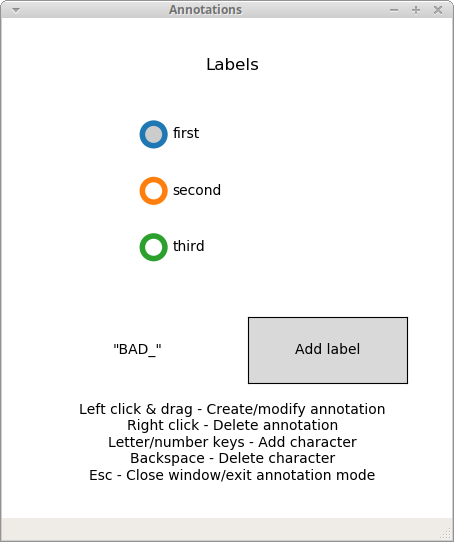 Annotations
Labels
first
second
third
"BAD_"
Add label
Left click & drag - Create/modify annotation
Right click - Delete annotation
Letter/number keys - Add character
Backspace - Delete character
Esc - Close window/exit annotation mode